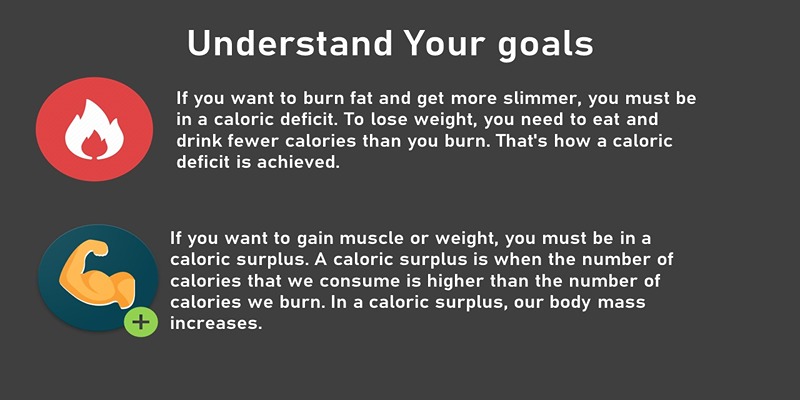 Understand Your goals
If you want to burn fat and get more slimmer, you must be
in a caloric deficit. To lose weight, you need to eat and
drink fewer calories than you burn. That's how a caloric
deficit is achieved.
If you want to gain muscle or weight, you must be in a
caloric surplus. A caloric surplus is when the number of
calories that we consume is higher than the number of
calories we burn. In a caloric surplus, our body mass
increases.